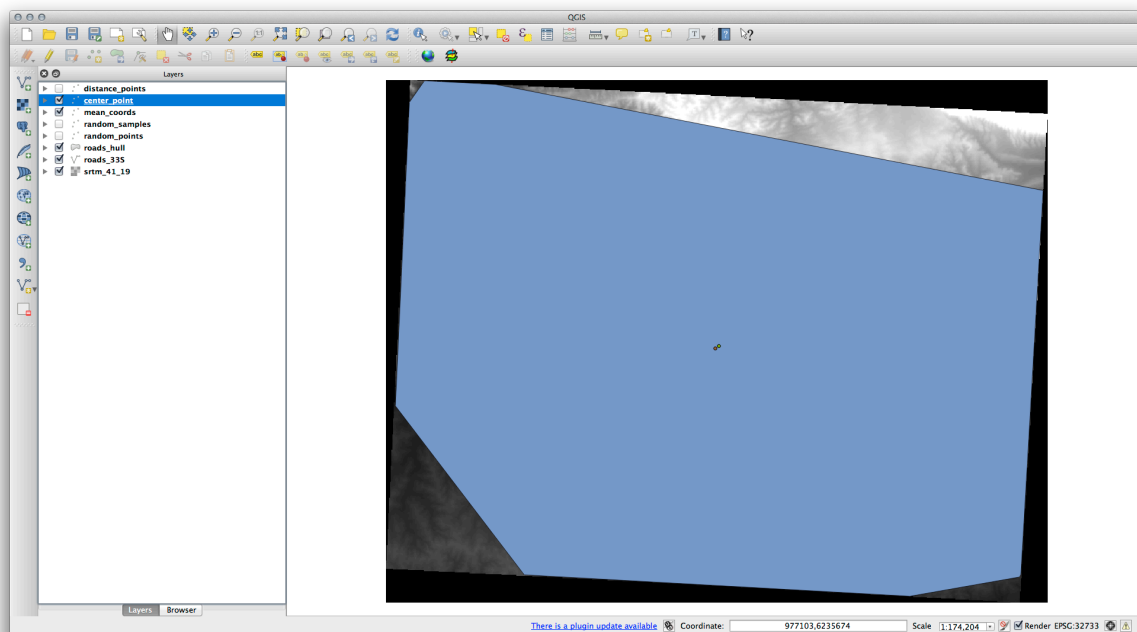 QGIS
Layers
distance_points
center_point
mean_coords
random_samples
random_points
roads_hull
roads_33S
srtm_41_19
Layers Browser
There is a plugin update available Coordinate: 977103,6235674 Scale 1:174,204 Render EPSG:32733